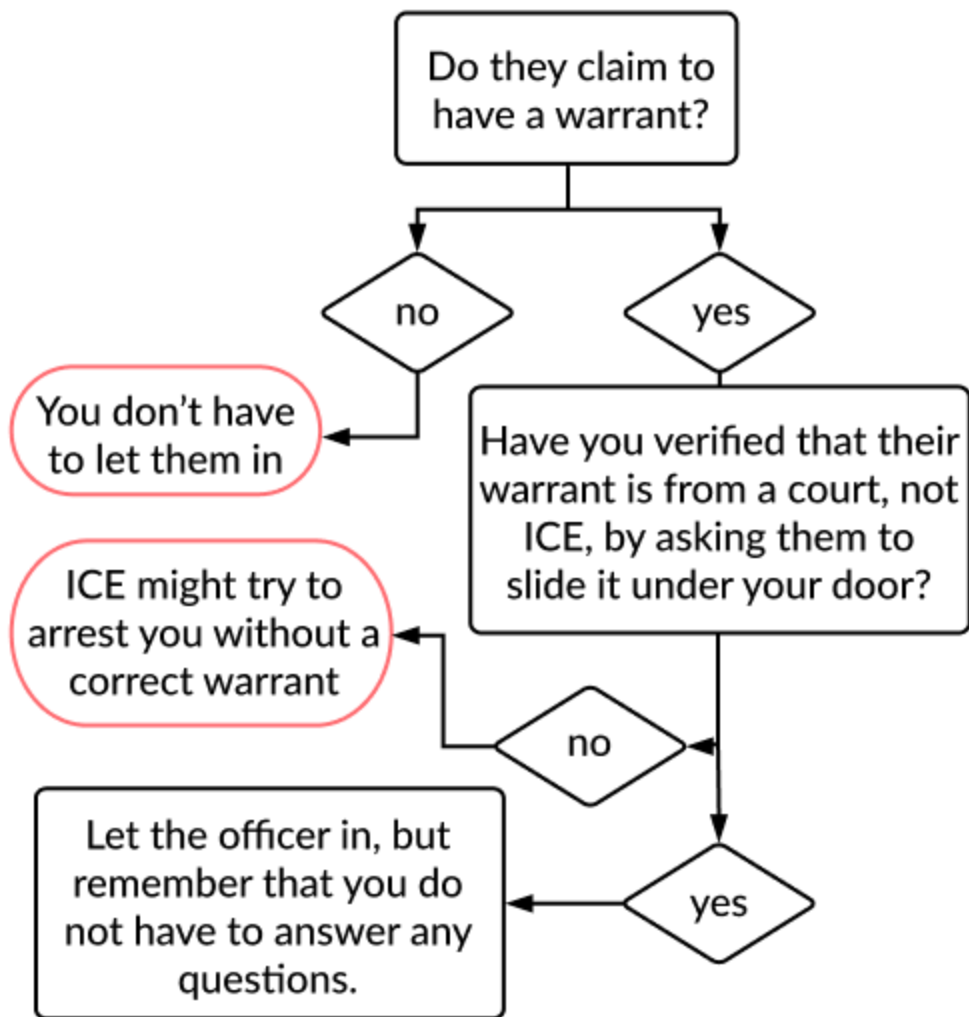 Do they claim to
have a warrant?
no
yes
You don’t have
to let them in
Have you verified that their
warrant is from a court, not
ICE, by asking them to
slide it under your door?
ICE might try to
arrest you without a
correct warrant
no
Let the officer in, but
remember that you do
not have to answer any
questions.
yes